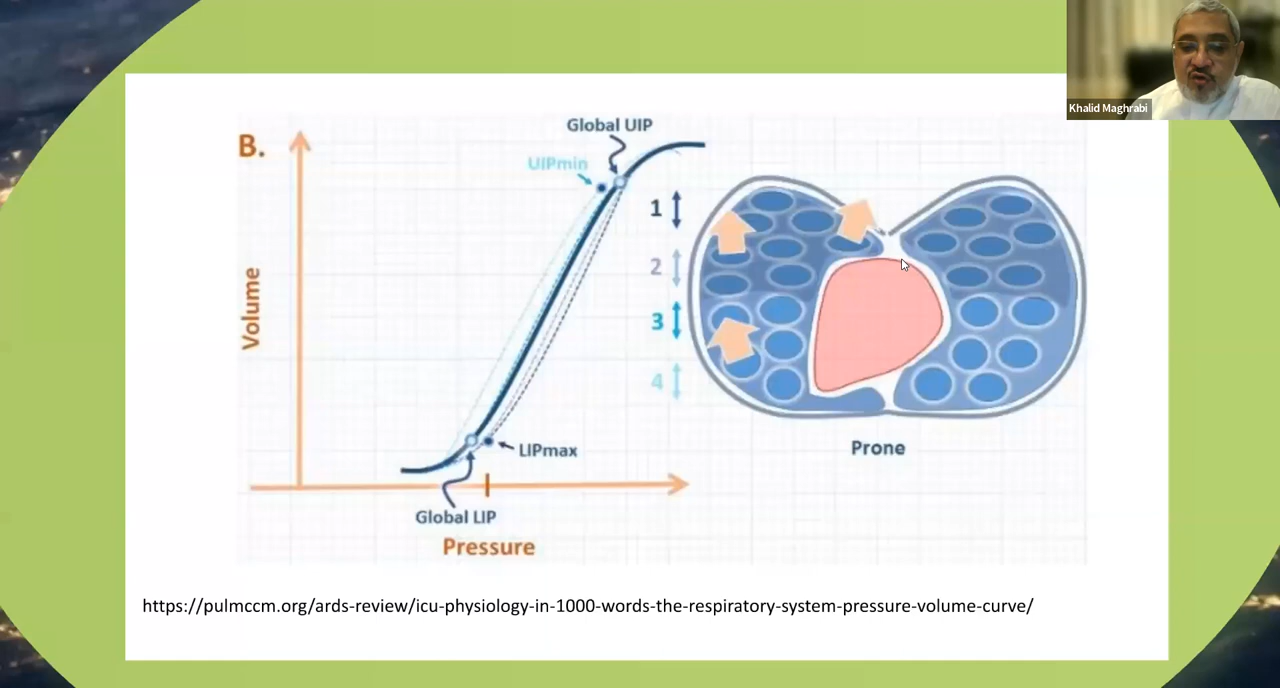 Khalid Maghrabi
B.
Global UIP
UIPmin
1
2
3
4
Volume
LIPmax
Global LIP
Pressure
Prone
https://pulmccm.org/ards-review/icu-physiology-in-1000-words-the-respiratory-system-pressure-volume-curve/